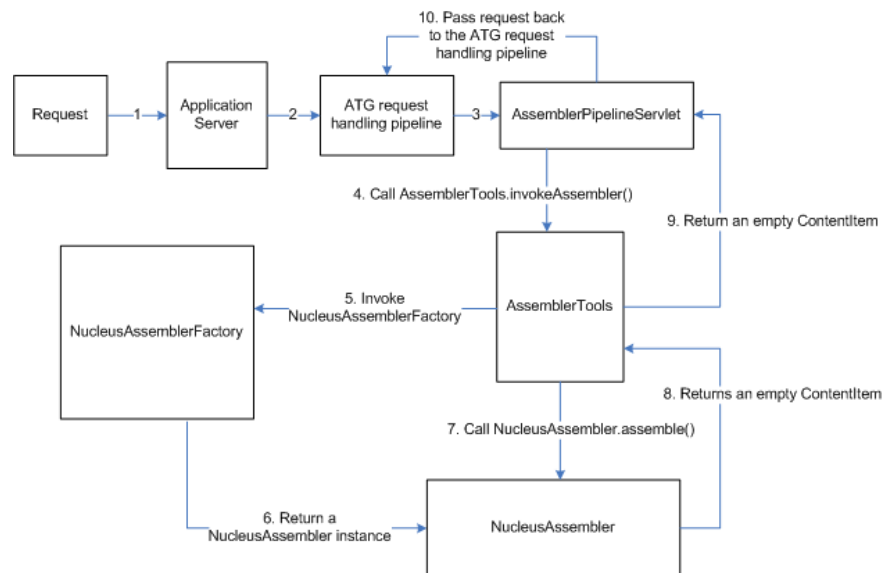 10. Pass request back
to the ATG request
handling pipeline
Request
1
Application
Server
2
ATG request
handling pipeline
3
AssemblerPipelineServlet
4. Call AssemblerTools.invokeAssembler()
9. Return an empty ContentItem
NucleusAssemblerFactory
5. Invoke
NucleusAssemblerFactory
AssemblerTools
8. Returns an empty ContentItem
7. Call NucleusAssembler.assemble()
6. Return a
NucleusAssembler instance
NucleusAssembler